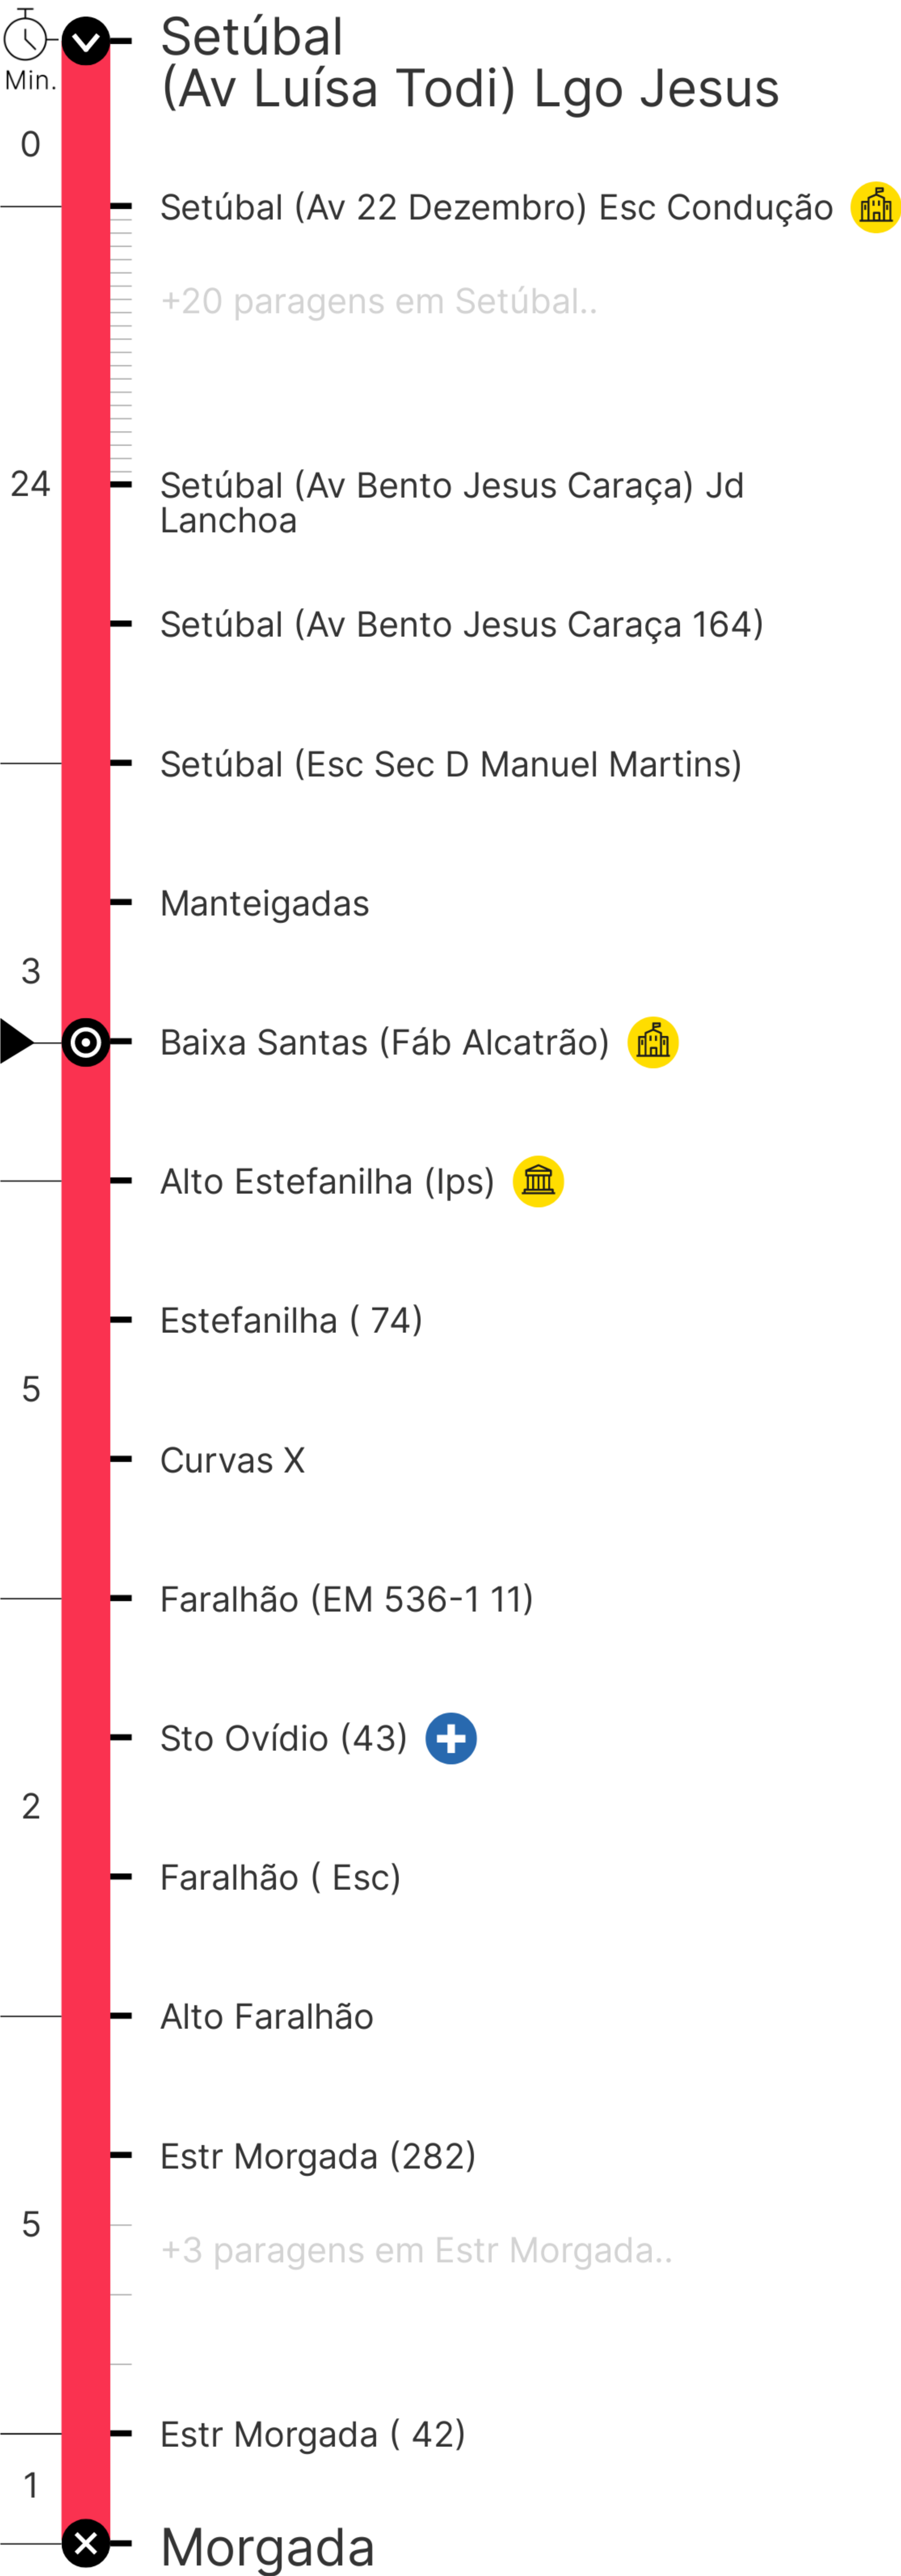 Setúbal
(Av Luísa Todi) Lgo Jesus
Min.
0
Setúbal (Av 22 Dezembro) Esc Condução
+20 paragens em Setúbal..
24
Setúbal (Av Bento Jesus Caraça) Jd
Lanchoa
Setúbal (Av Bento Jesus Caraça 164)
Setúbal (Esc Sec D Manuel Martins)
Manteigadas
3
Baixa Santas (Fáb Alcatrão)
Alto Estefanilha (Ips)
Estefanilha ( 74)
5
Curvas X
Faralhão (EM 536-1 11)
Sto Ovídio (43)
2
Faralhão ( Esc)
Alto Faralhão
Estr Morgada (282)
5
+3 paragens em Estr Morgada..
Estr Morgada ( 42)
1
Morgada